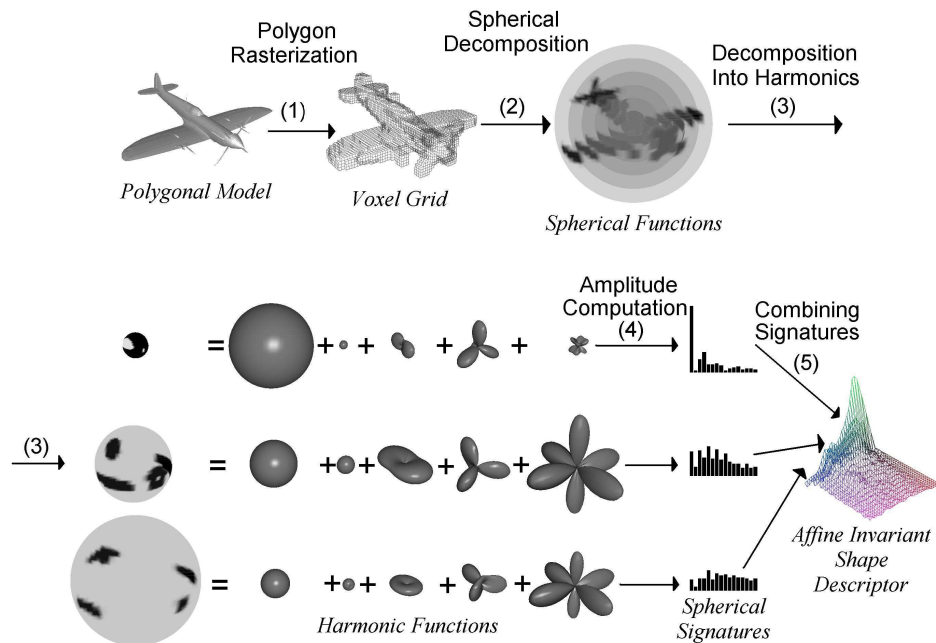 Polygon
Rasterization
(1)
Spherical
Decomposition
(2)
Decomposition
Into Harmonics
(3)
Polygonal Model
Voxel Grid
Spherical Functions
Amplitude
Computation
(4)
Combining
Signatures
(5)
= + + + +
(3)
= + + + +
= + + + +
Harmonic Functions
Spherical
Signatures
Affine Invariant
Shape
Descriptor